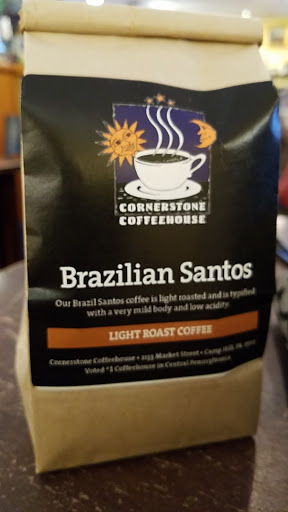 CORNERSTONE
COFFEEHOUSE
Brazilian Santos
Our Brazil Santos coffee is light roasted and is typified
with a very mild body and low acidity.
LIGHT ROAST COFFEE
Cornerstone Coffeehouse • 2133 Market Street • Camp Hill, PA
Voted #1 Coffeehouse in Central Pennsylvania